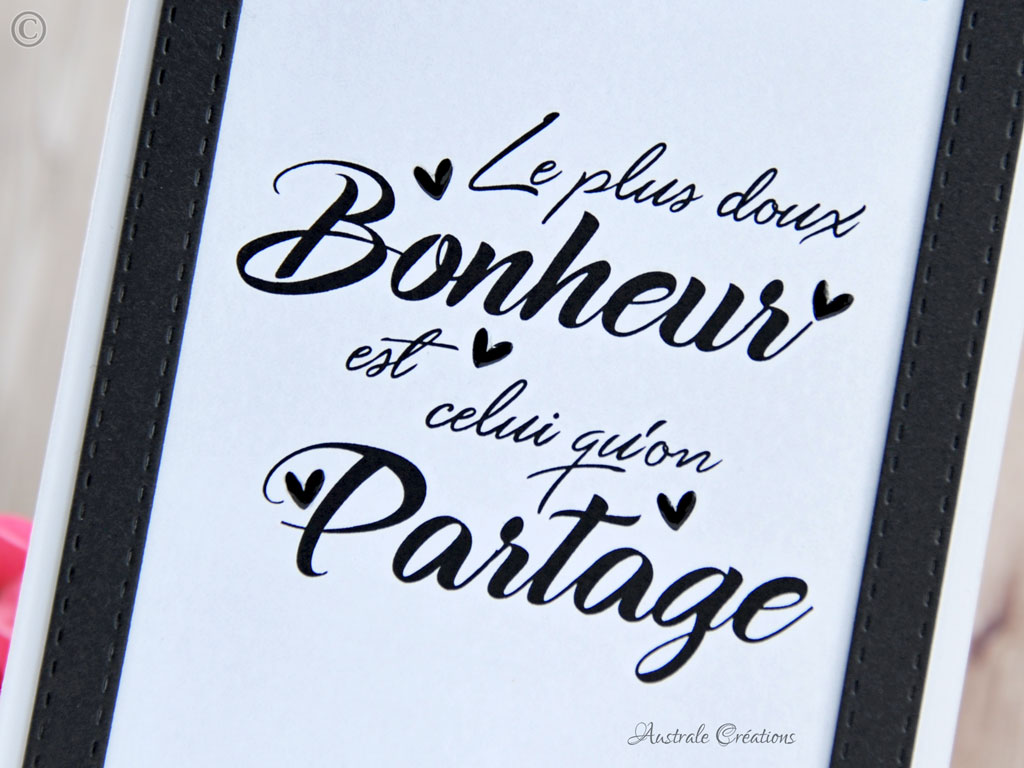 ©
Le plus doux
Bonheur
est
celui qu'on
Partage
Australe Créations